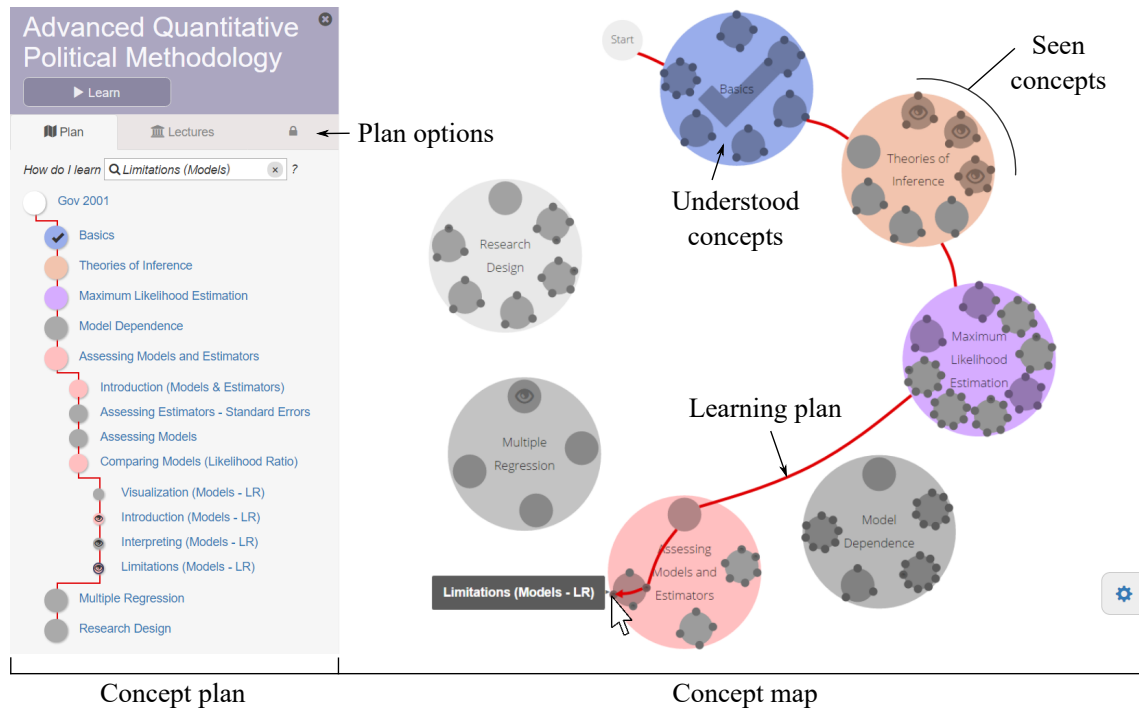 Advanced Quantitative
Political Methodology
Learn
Plan
Lectures
How do I learn Limitations (Models) ?
Gov 2001
Basics
Theories of Inference
Maximum Likelihood Estimation
Model Dependence
Assessing Models and Estimators
Introduction (Models & Estimators)
Assessing Estimators - Standard Errors
Assessing Models
Comparing Models (Likelihood Ratio)
Visualization (Models - LR)
Introduction (Models - LR)
Interpreting (Models - LR)
Limitations (Models - LR)
Multiple Regression
Research Design
Concept plan
Plan options
Start
Basics
Understood
concepts
Seen
concepts
Theories of
Inference
Research
Design
Maximum
Likelihood
Estimation
Learning plan
Multiple
Regression
Model
Dependence
Assessing
Models and
Estimators
Limitations (Models - LR)
Concept map